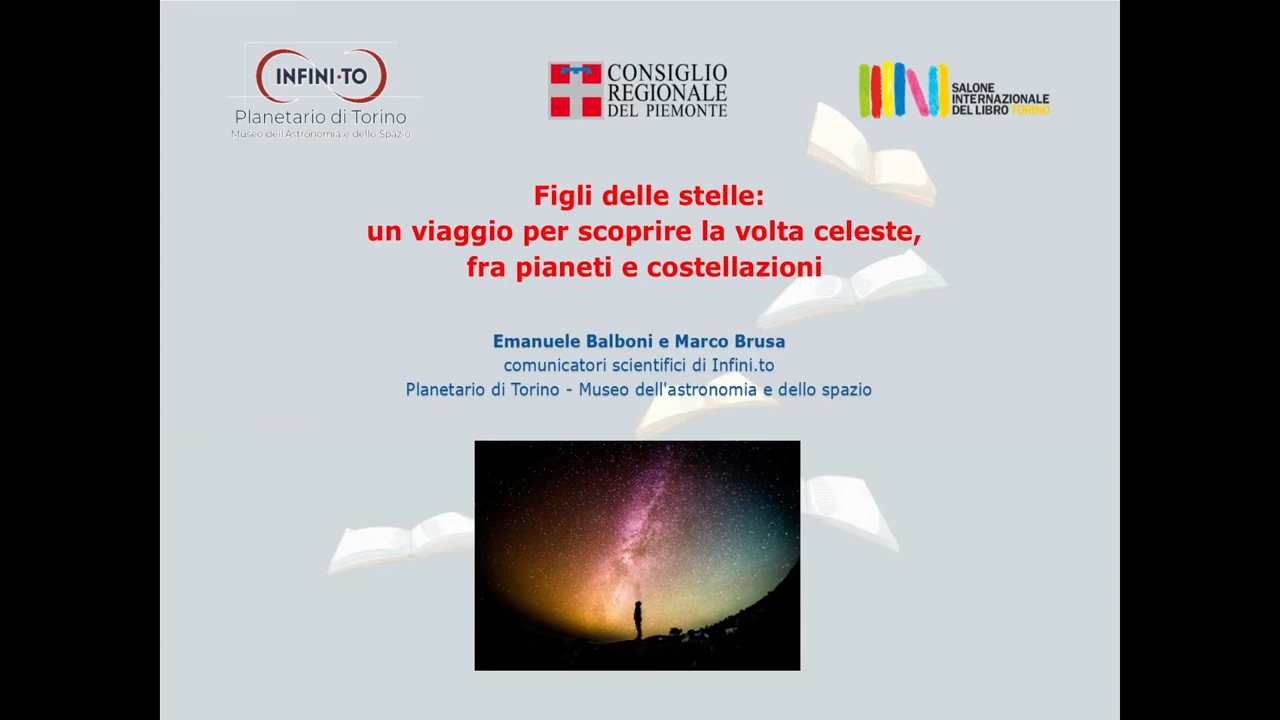 INFINI·TO
Planetario di Torino
Museo dell'Astronomia e dello Spazio
CONSIGLIO
REGIONALE
DEL PIEMONTE
SALONE
INTERNAZIONALE
DEL LIBRO TORINO
Figli delle stelle:
un viaggio per scoprire la volta celeste,
fra pianeti e costellazioni
Emanuele Balboni e Marco Brusa
comunicatori scientifici di Infini.to
Planetario di Torino - Museo dell'astronomia e dello spazio